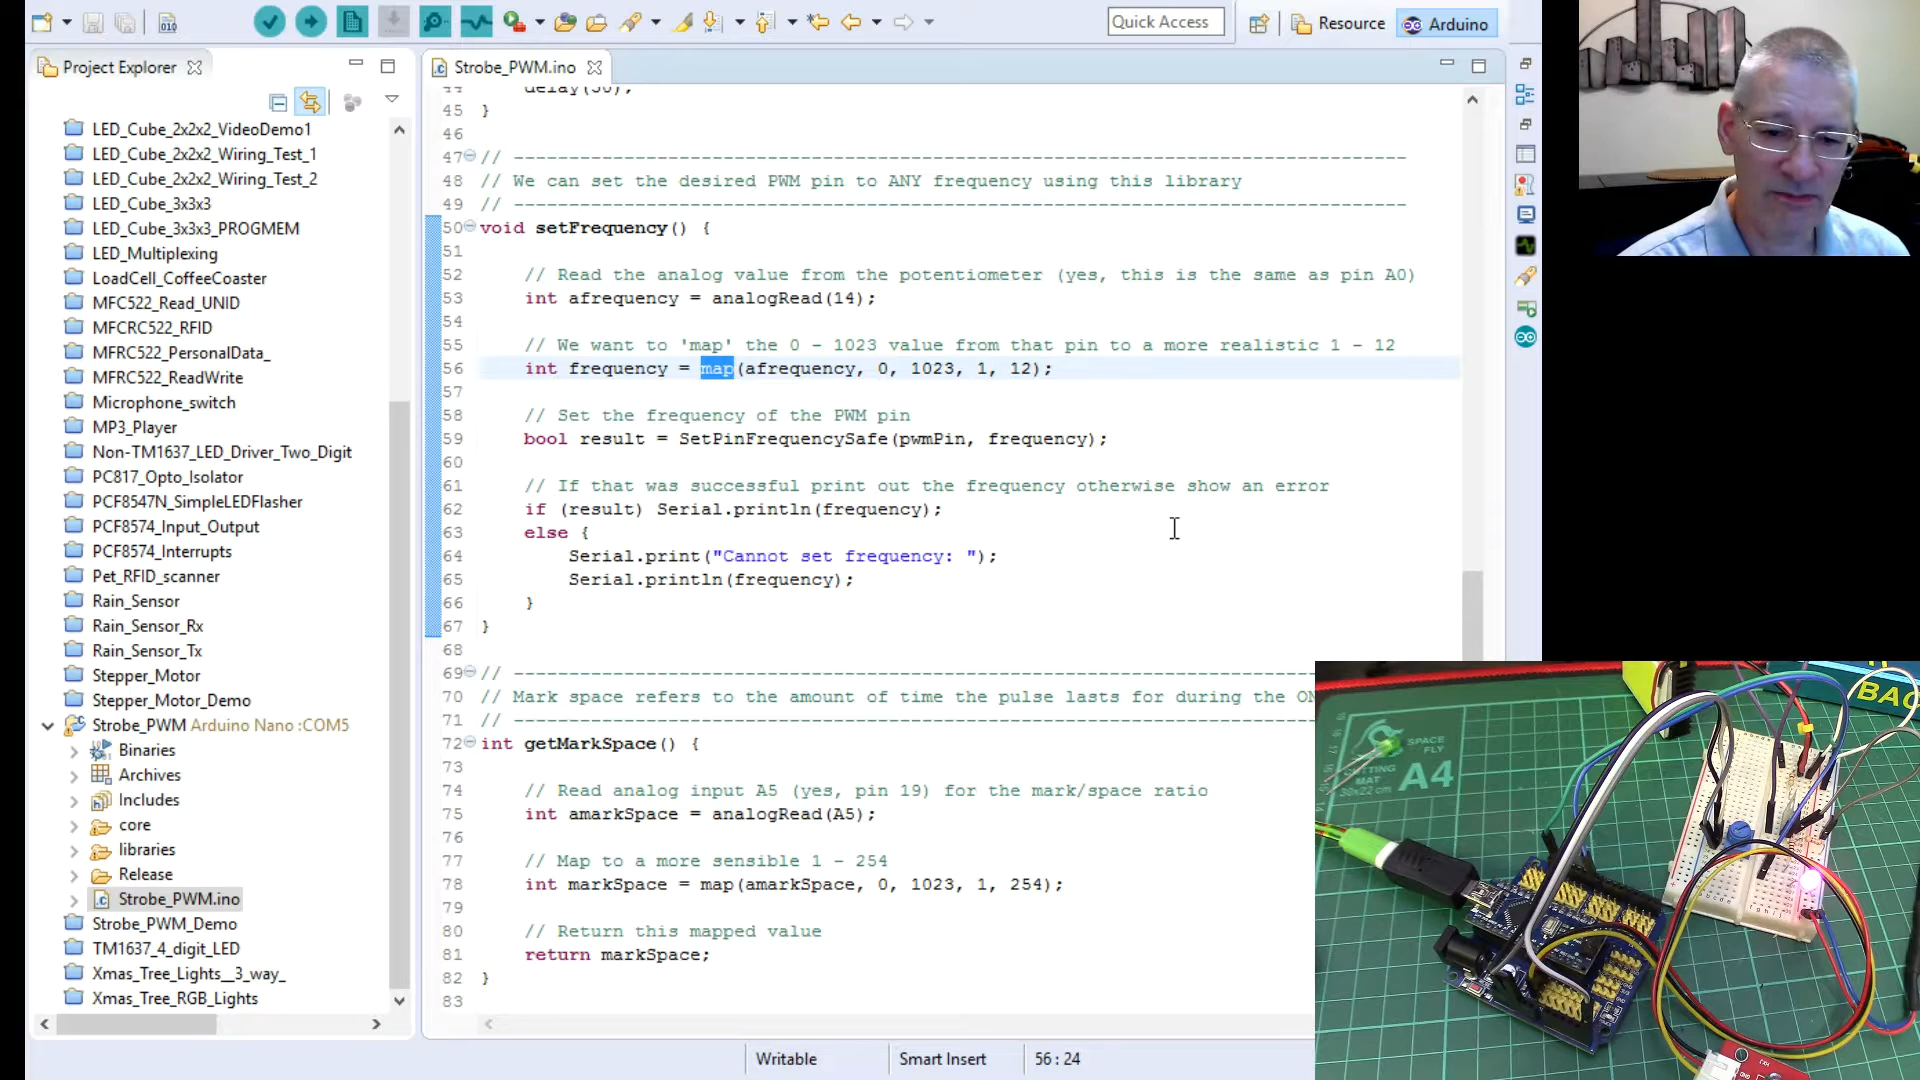 Quick Access
Resource
Arduino
Project Explorer
Strobe_PWM.ino
LED_Cube_2x2x2_VideoDemo1
LED_Cube_2x2x2_Wiring_Test_1
LED_Cube_2x2x2_Wiring_Test_2
LED_Cube_3x3x3
LED_Cube_3x3x3_PROGMEM
LED_Multiplexing
LoadCell_CoffeeCoaster
MFC522_Read_UNID
MFCRC522_RFID
MFRC522_PersonalData_
MFRC522_ReadWrite
Microphone_switch
MP3_Player
Non-TM1637_LED_Driver_Two_Digit
PC817_Opto_Isolator
PCF8547N_SimpleLEDFlasher
PCF8574_Input_Output
PCF8574_Interrupts
Pet_RFID_scanner
Rain_Sensor
Rain_Sensor_Rx
Rain_Sensor_Tx
Stepper_Motor
Stepper_Motor_Demo
Strobe_PWM Arduino Nano :COM5
Binaries
Archives
Includes
core
libraries
Release
Strobe_PWM.ino
Strobe_PWM_Demo
TM1637_4_digit_LED
Xmas_Tree_Lights__3_way_
Xmas_Tree_RGB_Lights
44 delay(50);
45 }
46
47 // ---------------------------------------------------------------------------------
48 // We can set the desired PWM pin to ANY frequency using this library
49 // ---------------------------------------------------------------------------------
50 void setFrequency() {
51
52 // Read the analog value from the potentiometer (yes, this is the same as pin A0)
53 int afrequency = analogRead(14);
54
55 // We want to 'map' the 0 - 1023 value from that pin to a more realistic 1 - 12
56 int frequency = map(afrequency, 0, 1023, 1, 12);
57
58 // Set the frequency of the PWM pin
59 bool result = SetPinFrequencySafe(pwmPin, frequency);
60
61 // If that was successful print out the frequency otherwise show an error
62 if (result) Serial.println(frequency);
63 else {
64 Serial.print("Cannot set frequency: ");
65 Serial.println(frequency);
66 }
67 }
68
69 // ---------------------------------------------------------------------------
70 // Mark space refers to the amount of time the pulse lasts for during the ON
71 // ---------------------------------------------------------------------------
72 int getMarkSpace() {
73
74 // Read analog input A5 (yes, pin 19) for the mark/space ratio
75 int amarkSpace = analogRead(A5);
76
77 // Map to a more sensible 1 - 254
78 int markSpace = map(amarkSpace, 0, 1023, 1, 254);
79
80 // Return this mapped value
81 return markSpace;
82 }
83
Writable
Smart Insert
56 : 24
SPACE
FLY
CUTTING
MAT
A4
30x22 cm
BAC